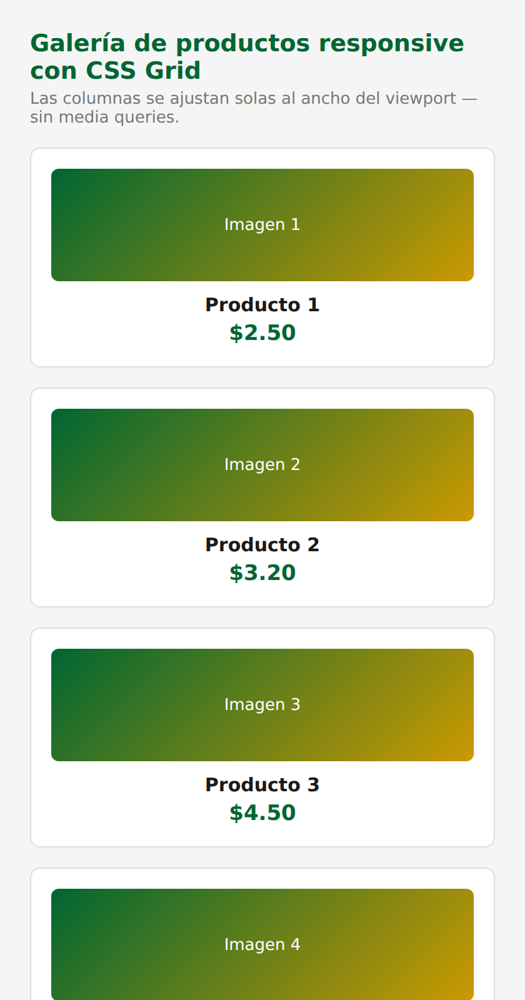 Galería de productos responsive
con CSS Grid
Las columnas se ajustan solas al ancho del viewport —
sin media queries.
Imagen 1
Producto 1
$2.50
Imagen 2
Producto 2
$3.20
Imagen 3
Producto 3
$4.50
Imagen 4